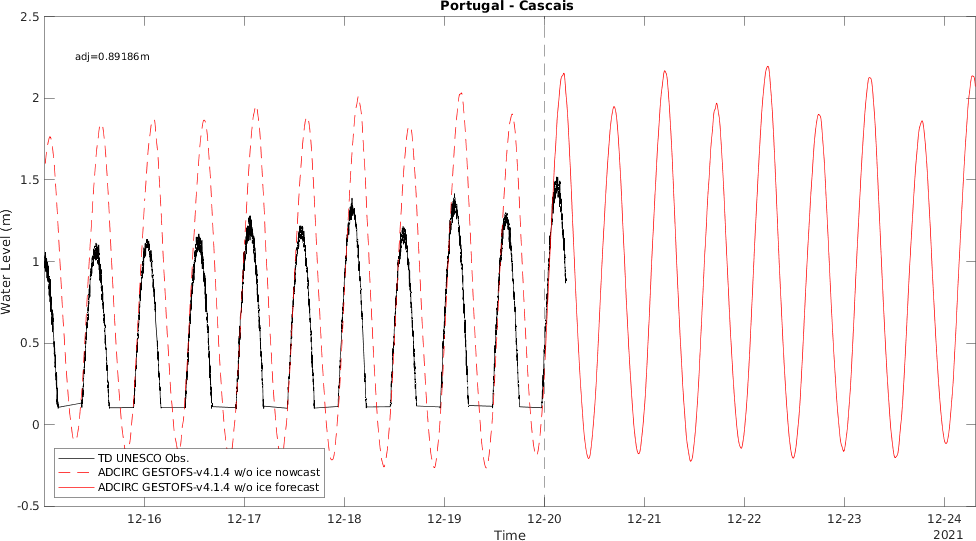 Portugal - Cascais
2.5
adj=0.89186m
2
1.5
1
0.5
0
-0.5
Water Level (m)
TD UNESCO Obs.
ADCIRC GESTOFS-v4.1.4 w/o ice nowcast
ADCIRC GESTOFS-v4.1.4 w/o ice forecast
12-16 12-17 12-18 12-19 12-20 12-21 12-22 12-23 12-24
2021
Time